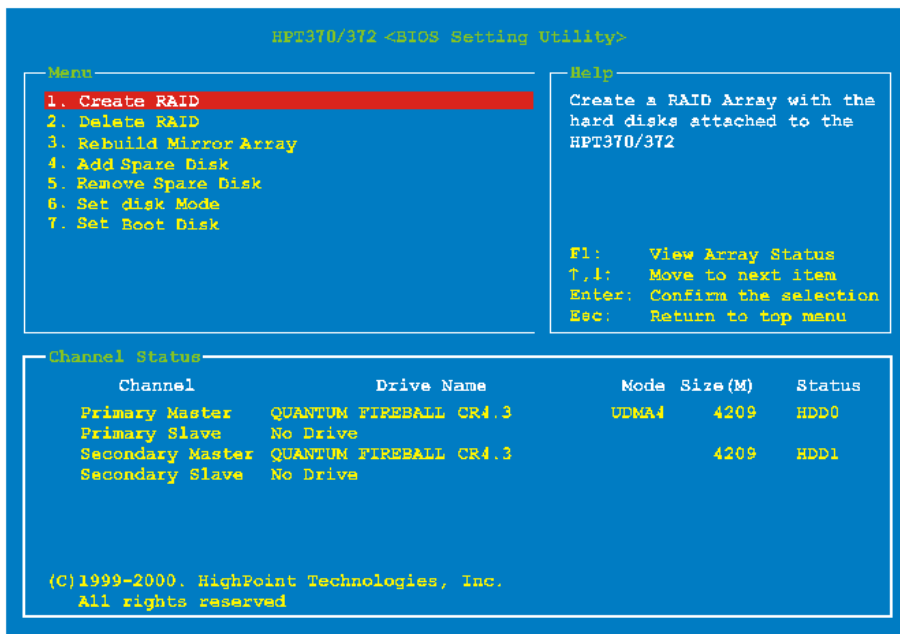 HPT370/372 <BIOS Setting Utility>
Menu
1. Create RAID
2. Delete RAID
3. Rebuild Mirror Array
4. Add Spare Disk
5. Remove Spare Disk
6. Set disk Mode
7. Set Boot Disk
Help
Create a RAID Array with the
hard disks attached to the
HPT370/372
F1: View Array Status
↑,↓: Move to next item
Enter: Confirm the selection
Esc: Return to top menu
Channel Status
Channel Drive Name Mode Size(M) Status
Primary Master QUANTUM FIREBALL CR4.3 UDMA4 4209 HDD0
Primary Slave No Drive
Secondary Master QUANTUM FIREBALL CR4.3 4209 HDD1
Secondary Slave No Drive
(C)1999-2000. HighPoint Technologies, Inc.
All rights reserved